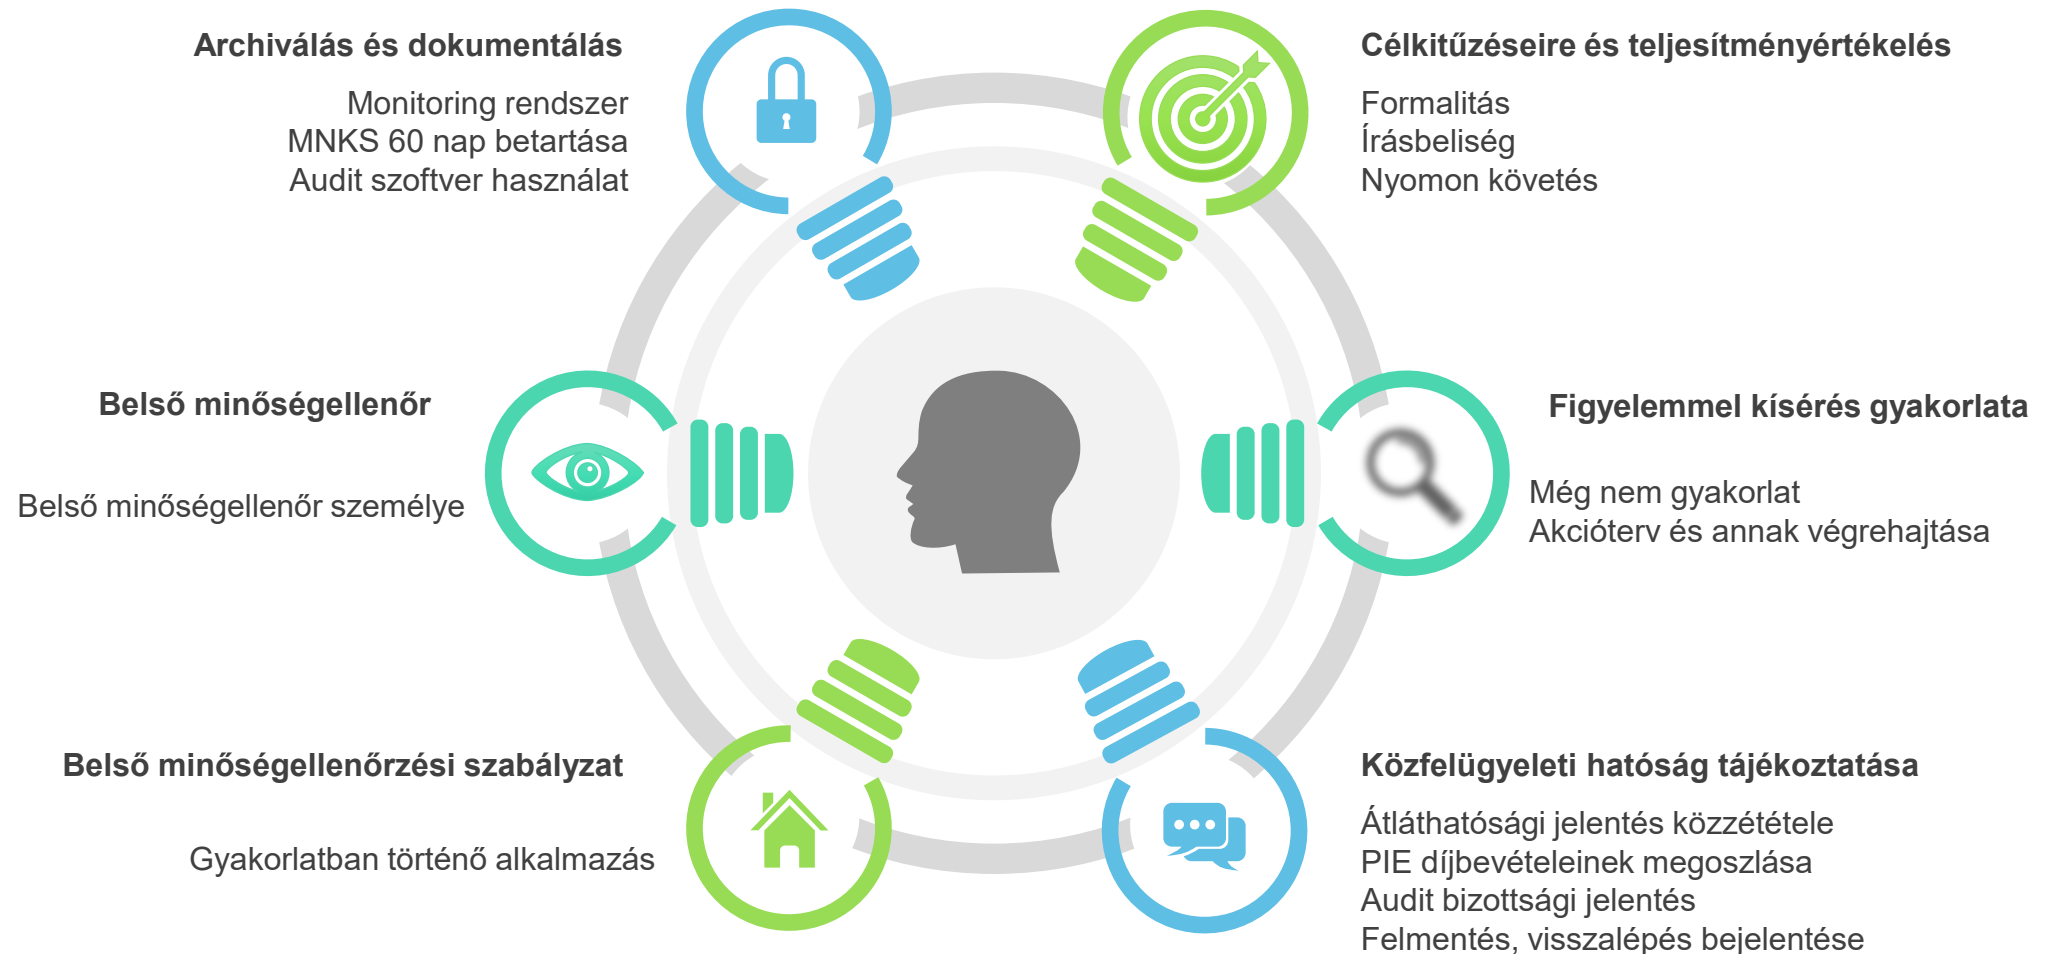 Archiválás és dokumentálás
Monitoring rendszer
MNKS 60 nap betartása
Audit szoftver használat
Célkitűzéseire és teljesítményértékelés
Formalitás
Írásbeliség
Nyomon követés
Belső minőségellenőr
Belső minőségellenőr személye
Figyelemmel kísérés gyakorlata
Még nem gyakorlat
Akcióterv és annak végrehajtása
Belső minőségellenőrzési szabályzat
Gyakorlatban történő alkalmazás
Közfelügyeleti hatóság tájékoztatása
Átláthatósági jelentés közzététele
PIE díjbevételeinek megoszlása
Audit bizottsági jelentés
Felmentés, visszalépés bejelentése